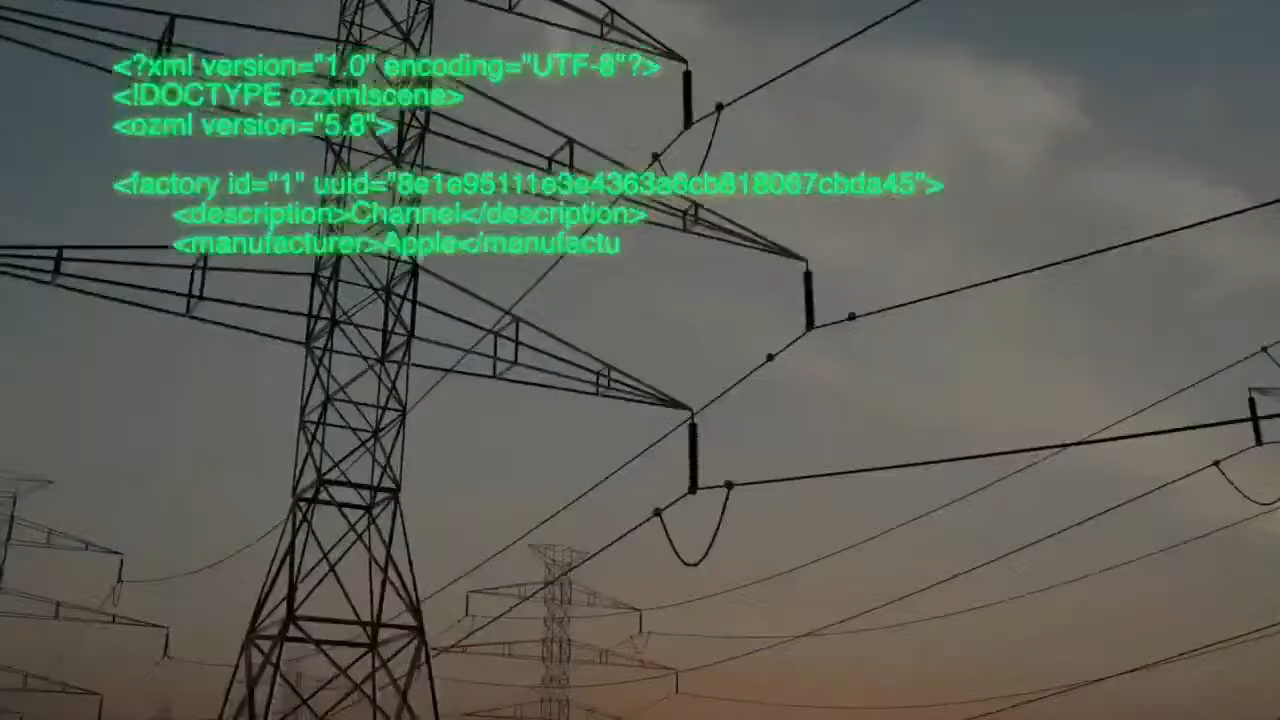 <?xml version="1.0" encoding="UTF-8"?>
<!DOCTYPE ozxmlscene>
<ozml version="5.8">
<factory id="1" uuid="8e1e95111e3e4363a6cb818067cbda45">
<description>Channel</description>
<manufacturer>Apple</manufactu